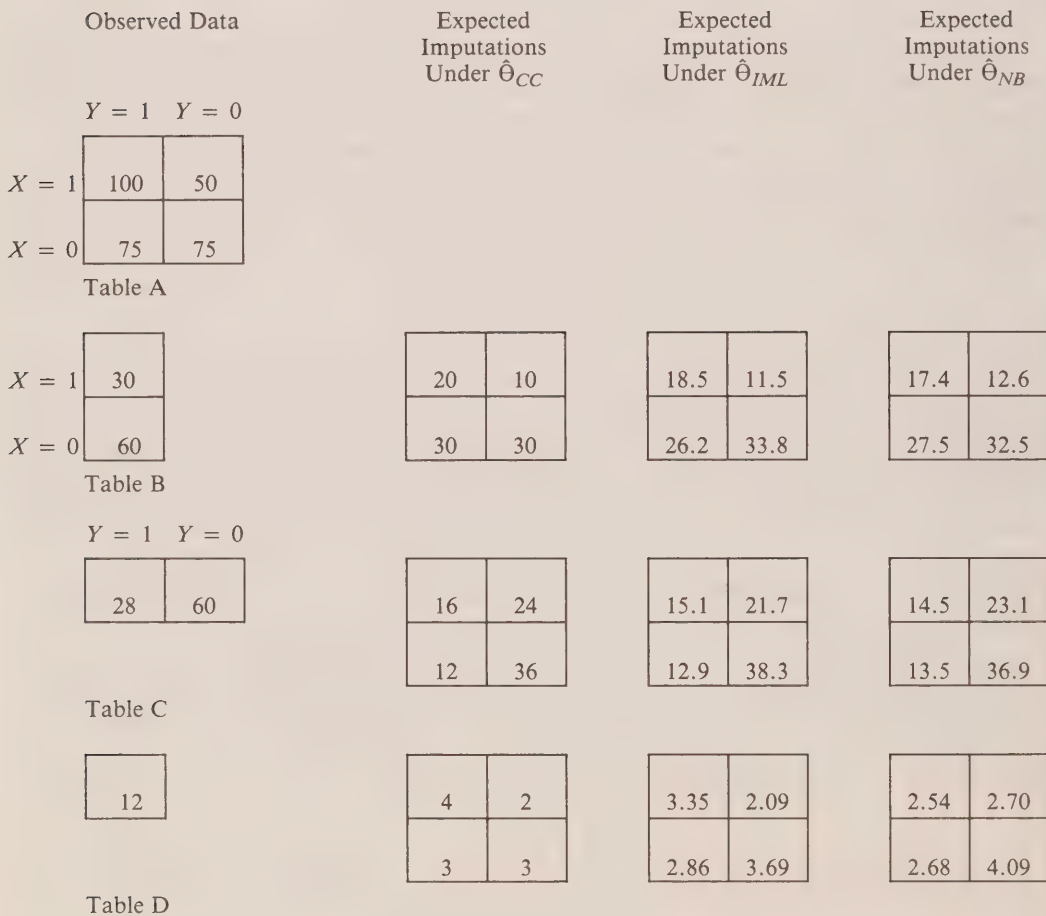 Observed Data Expected Expected Expected
Imputations Imputations Imputations
Under Θ̂CC Under Θ̂IML Under Θ̂NB
Y = 1 Y = 0
X = 1 100 50
X = 0 75 75
Table A
X = 1 30 20 10 18.5 11.5 17.4 12.6
X = 0 60 30 30 26.2 33.8 27.5 32.5
Table B
Y = 1 Y = 0
28 60 16 24 15.1 21.7 14.5 23.1
12 36 12.9 38.3 13.5 36.9
Table C
12 4 2 3.35 2.09 2.54 2.70
3 3 2.86 3.69 2.68 4.09
Table D